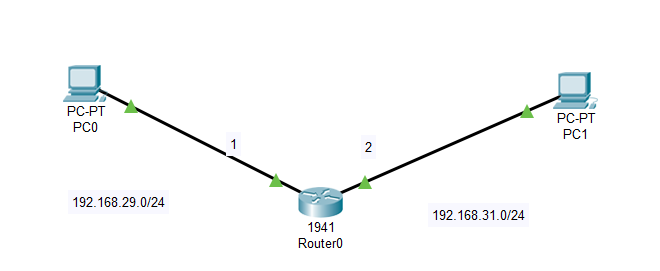 PC-PT
PC0
PC-PT
PC1
1
2
192.168.29.0/24
192.168.31.0/24
1941
Router0